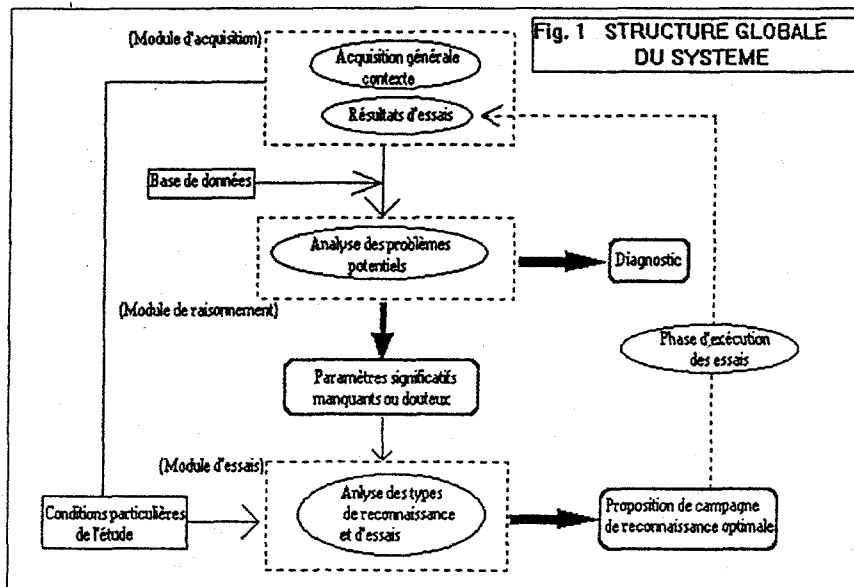 Fig. 1 STRUCTURE GLOBALE
DU SYSTEME
(Module d'acquisition)
Acquisition générale
contexte
Résultats d'essais
Base de données
Analyse des problèmes
potentiels
Diagnostic
(Module de raisonnement)
Phase d'exécution
des essais
Paramètres significatifs
manquants ou douteux
(Module d'essais)
Conditions particulières
de l'étude
Anlyse des types
de reconnaissance
et d'essais
Proposition de campagne
de reconnaissance optimale